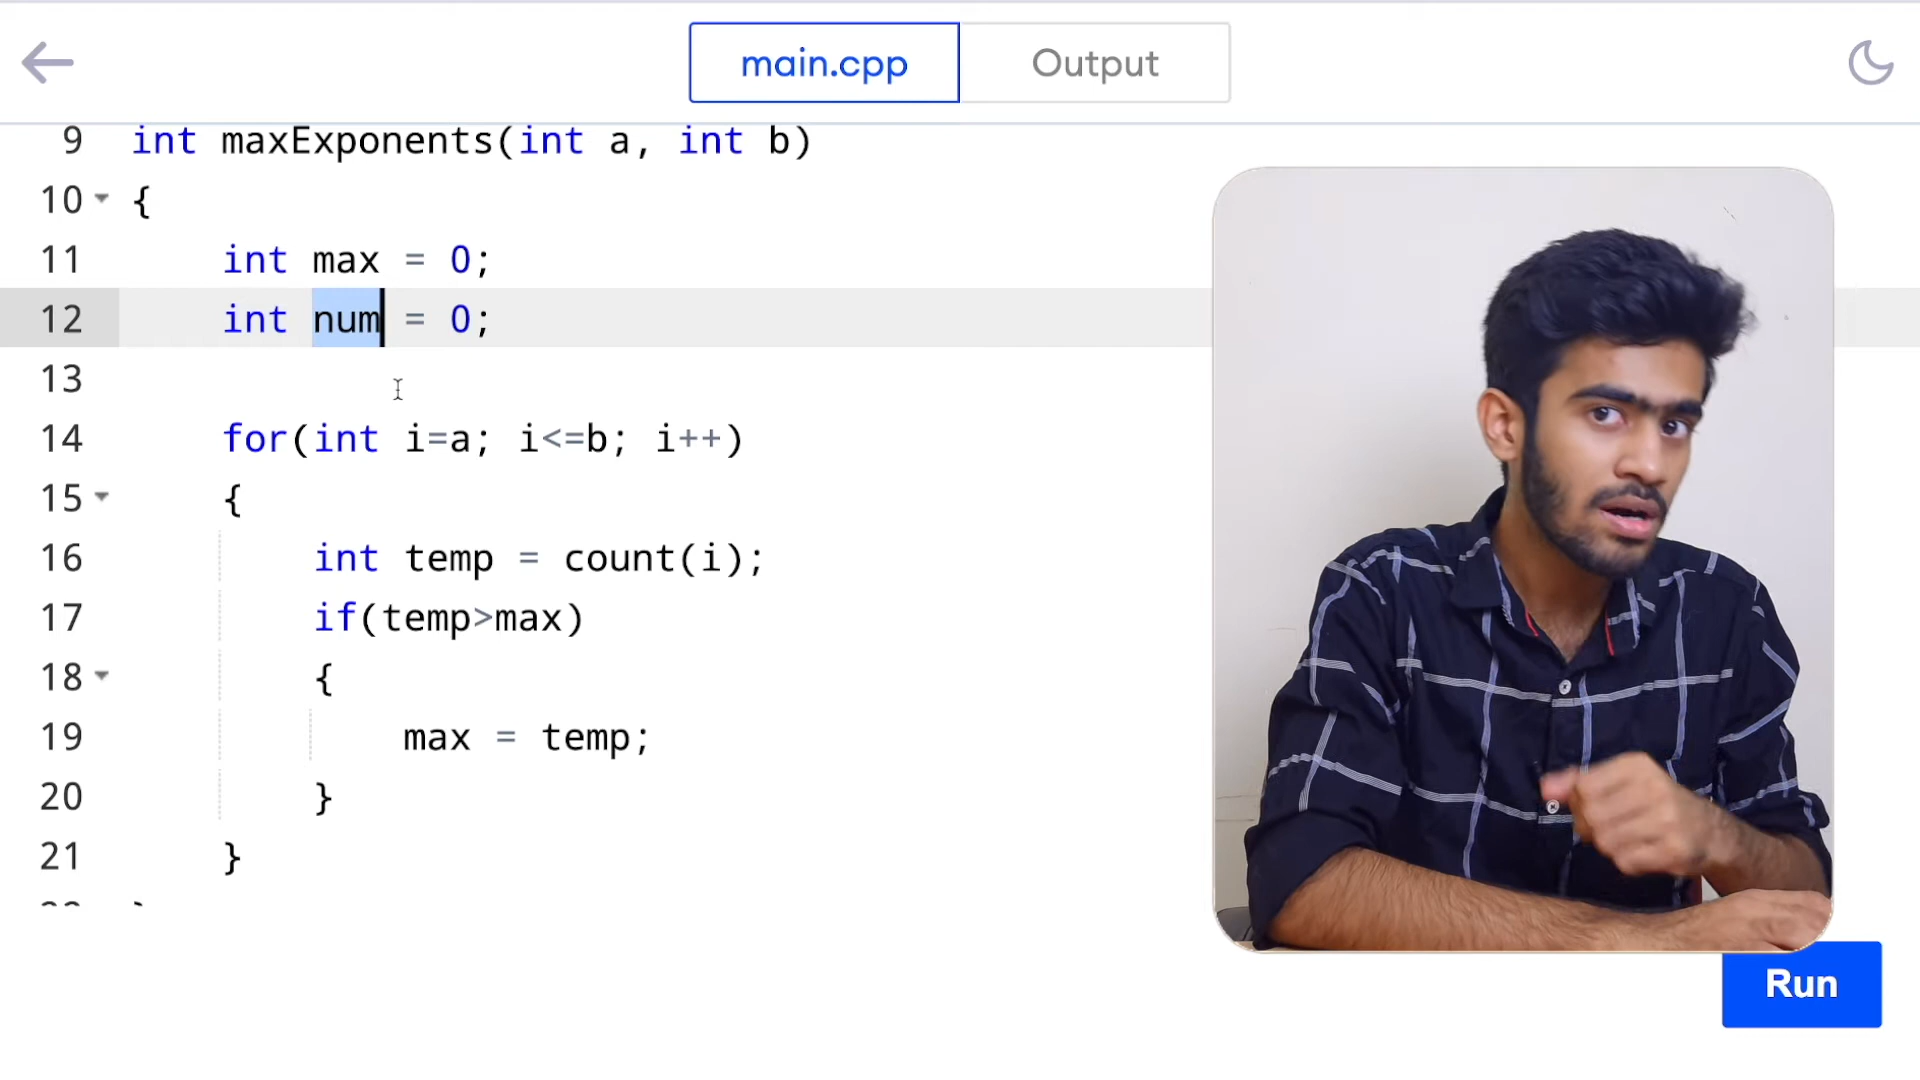 main.cpp Output
9 int maxExponents(int a, int b)
10 {
11 int max = 0;
12 int num = 0;
13
14 for(int i=a; i<=b; i++)
15 {
16 int temp = count(i);
17 if(temp>max)
18 {
19 max = temp;
20 }
21 }
Run